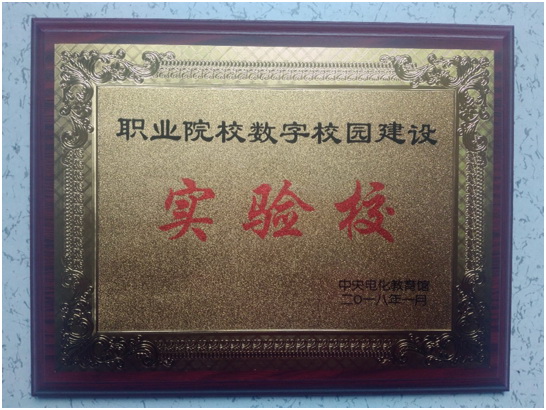 职业院校数字校园建设
实验校
中央电化教育馆
二〇一八年一月